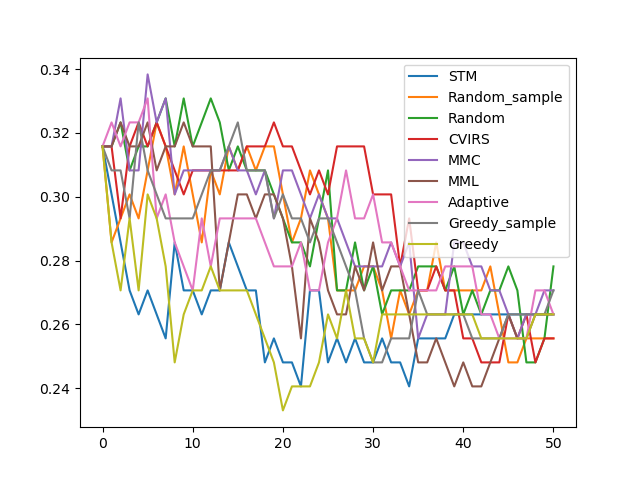 0.34
0.32
0.30
0.28
0.26
0.24
0
10
20
30
40
50
STM
Random_sample
Random
CVIRS
MMC
MML
Adaptive
Greedy_sample
Greedy